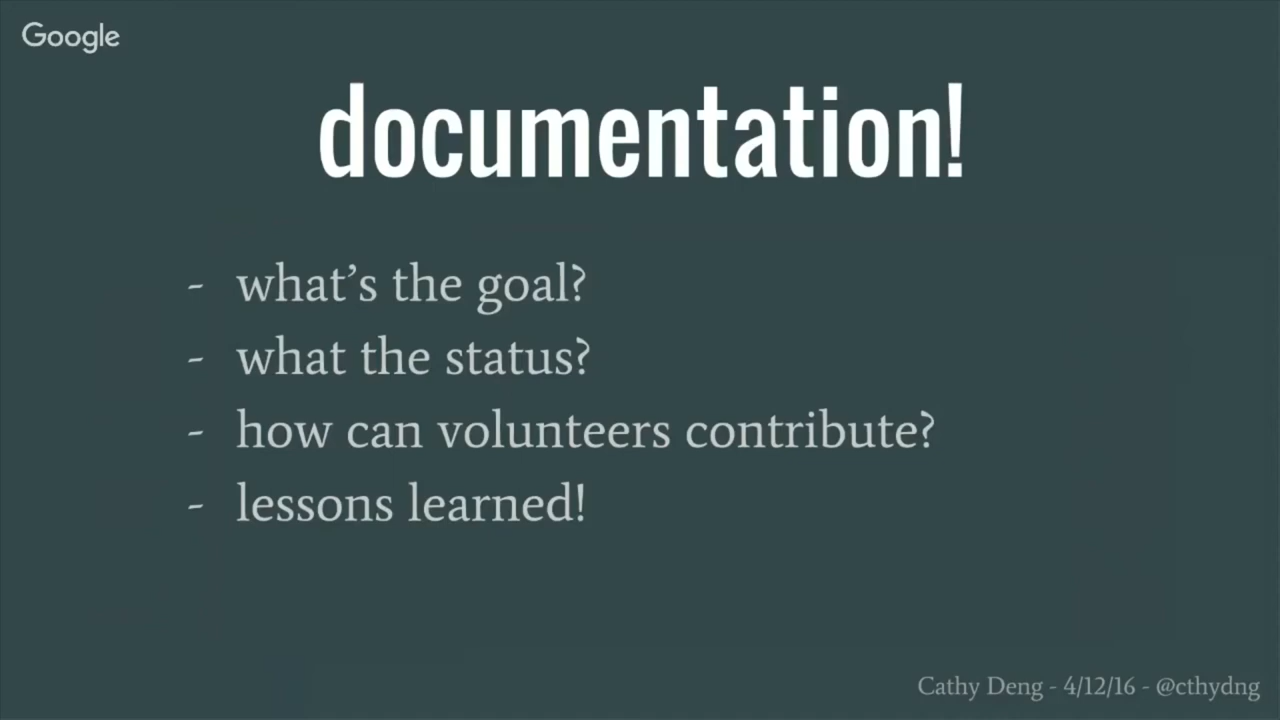 Google
documentation!
- what's the goal?
- what the status?
- how can volunteers contribute?
- lessons learned!
Cathy Deng - 4/12/16 - @cthydng